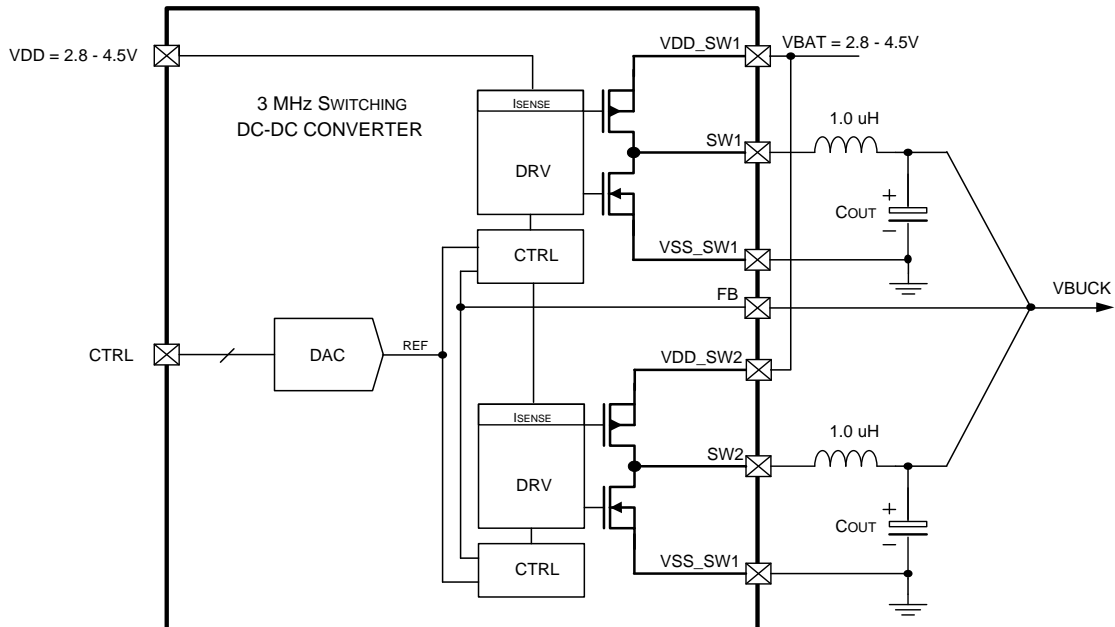 VDD = 2.8 - 4.5V
VDD_SW1
VBAT = 2.8 - 4.5V
3 MHz SWITCHING
DC-DC CONVERTER
ISENSE
DRV
CTRL
SW1
1.0 uH
+
COUT
–
VSS_SW1
FB
VBUCK
CTRL
DAC
REF
VDD_SW2
ISENSE
DRV
CTRL
SW2
1.0 uH
+
COUT
–
VSS_SW1